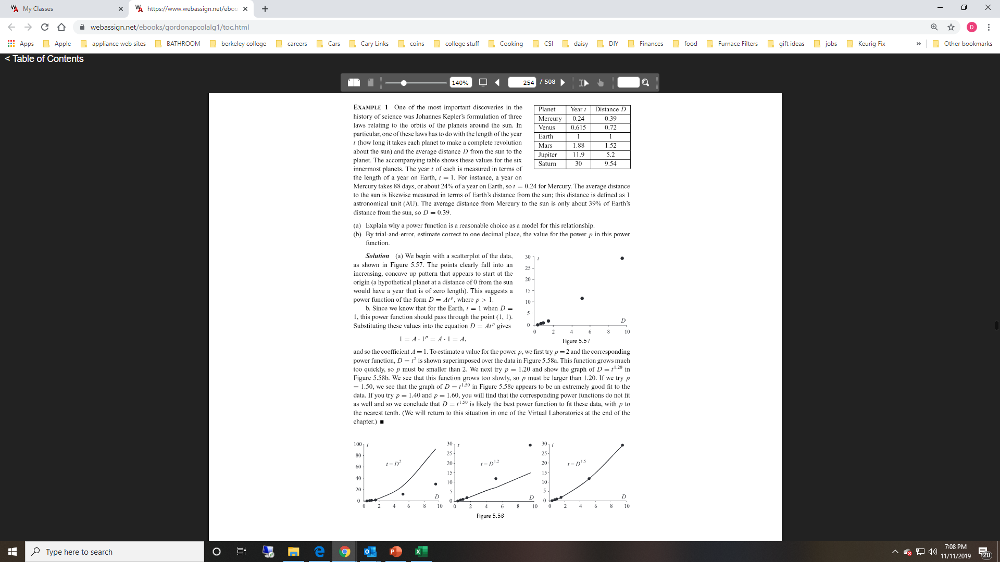 My Classes
https://www.webassign.net/eboo
webassign.net/ebooks/gordonapcolalg1/toc.html
D
Apps Apple appliance web sites BATHROOM berkeley college careers Cars Cary Links coins college stuff Cooking CSI daisy DIY Finances food Furnace Filters gift ideas jobs Keurig Fix » Other bookmarks
< Table of Contents
140% 254 / 508
EXAMPLE 1 One of the most important discoveries in the
history of science was Johannes Kepler's formulation of three
laws relating to the orbits of the planets around the sun. In
particular, one of these laws has to do with the length of the year
t (how long it takes each planet to make a complete revolution
about the sun) and the average distance D from the sun to the
planet. The accompanying table shows these values for the six
innermost planets. The year t of each is measured in terms of
the length of a year on Earth, t = 1. For instance, a year on
Planet Year t Distance D
Mercury 0.24 0.39
Venus 0.615 0.72
Earth 1 1
Mars 1.88 1.52
Jupiter 11.9 5.2
Saturn 30 9.54
Mercury takes 88 days, or about 24% of a year on Earth, so t = 0.24 for Mercury. The average distance
to the sun is likewise measured in terms of Earth's distance from the sun; this distance is defined as 1
astronomical unit (AU). The average distance from Mercury to the sun is only about 39% of Earth's
distance from the sun, so D = 0.39.
(a) Explain why a power function is a reasonable choice as a model for this relationship.
(b) By trial-and-error, estimate correct to one decimal place, the value for the power p in this power
function.
Solution (a) We begin with a scatterplot of the data,
as shown in Figure 5.57. The points clearly fall into an
increasing, concave up pattern that appears to start at the
origin (a hypothetical planet at a distance of 0 from the sun
would have a year that is of zero length). This suggests a
power function of the form D = At^p, where p > 1.
b. Since we know that for the Earth, t = 1 when D =
1, this power function should pass through the point (1, 1).
Substituting these values into the equation D = At^p gives
1 = A · 1^p = A · 1 = A,
30 t
25
20
15
10
5
0
D
0 2 4 6 8 10
Figure 5.57
and so the coefficient A = 1. To estimate a value for the power p, we first try p = 2 and the corresponding
power function, D = t² is shown superimposed over the data in Figure 5.58a. This function grows much
too quickly, so p must be smaller than 2. We next try p = 1.20 and show the graph of D = t^1.20 in
Figure 5.58b. We see that this function grows too slowly, so p must be larger than 1.20. If we try p
= 1.50, we see that the graph of D = t^1.50 in Figure 5.58c appears to be an extremely good fit to the
data. If you try p = 1.40 and p = 1.60, you will find that the corresponding power functions do not fit
as well and so we conclude that D = t^1.50 is likely the best power function to fit these data, with p to
the nearest tenth. (We will return to this situation in one of the Virtual Laboratories at the end of the
chapter.) ■
100 t
80
60
40
20
0
t = D²
D
0 2 4 6 8 10
30 t
25
20
15
10
5
0
t = D^1.2
D
0 2 4 6 8 10
30 t
25
20
15
10
5
0
t = D^1.5
D
0 2 4 6 8 10
Figure 5.58
Type here to search
7:08 PM
11/11/2019
20